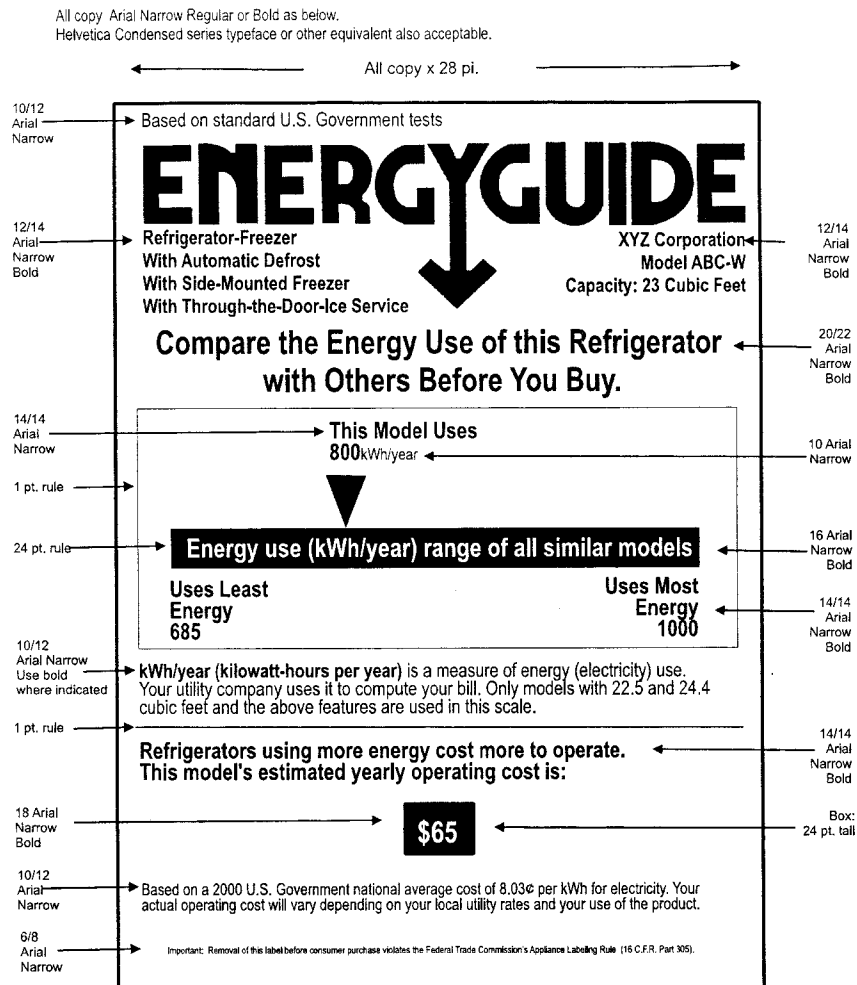 All copy Arial Narrow Regular or Bold as below.
Helvetica Condensed series typeface or other equivalent also acceptable.
All copy x 28 pi.
10/12
Arial
Narrow
Based on standard U.S. Government tests
ENERGYGUIDE
12/14
Arial
Narrow
Bold
Refrigerator-Freezer
With Automatic Defrost
With Side-Mounted Freezer
With Through-the-Door-Ice Service
XYZ Corporation
Model ABC-W
Capacity: 23 Cubic Feet
12/14
Arial
Narrow
Bold
Compare the Energy Use of this Refrigerator
with Others Before You Buy.
20/22
Arial
Narrow
Bold
14/14
Arial
Narrow
This Model Uses
800kWh/year
10 Arial
Narrow
1 pt. rule
24 pt. rule
Energy use (kWh/year) range of all similar models
16 Arial
Narrow
Bold
Uses Least
Energy
685
Uses Most
Energy
1000
14/14
Arial
Narrow
Bold
10/12
Arial Narrow
Use bold
where indicated
kWh/year (kilowatt-hours per year) is a measure of energy (electricity) use.
Your utility company uses it to compute your bill. Only models with 22.5 and 24.4
cubic feet and the above features are used in this scale.
1 pt. rule
Refrigerators using more energy cost more to operate.
This model's estimated yearly operating cost is:
14/14
Arial
Narrow
Bold
18 Arial
Narrow
Bold
$65
Box:
24 pt. tall
10/12
Arial
Narrow
Based on a 2000 U.S. Government national average cost of 8.03¢ per kWh for electricity. Your
actual operating cost will vary depending on your local utility rates and your use of the product.
6/8
Arial
Narrow
Important: Removal of this label before consumer purchase violates the Federal Trade Commission's Appliance Labeling Rule (16 C.F.R. Part 305).